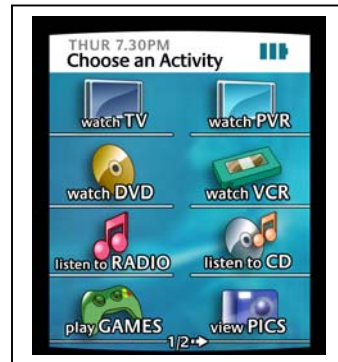 THUR 7.30PM
Choose an Activity
watch TV
watch PVR
watch DVD
watch VCR
listen to RADIO
listen to CD
play GAMES
view PICS
1/2